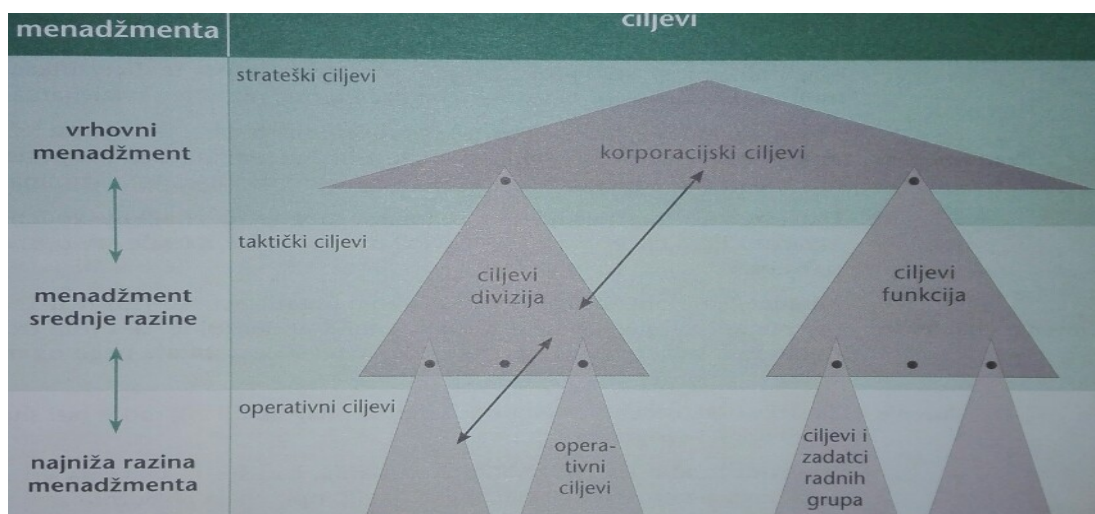 menadžmenta
ciljevi
strateški ciljevi
vrhovni
menadžment
korporacijski ciljevi
taktički ciljevi
menadžment
srednje razine
ciljevi
divizija
ciljevi
funkcija
operativni ciljevi
najniža razina
menadžmenta
opera-
tivni
ciljevi
ciljevi i
zadatci
radnih
grupa